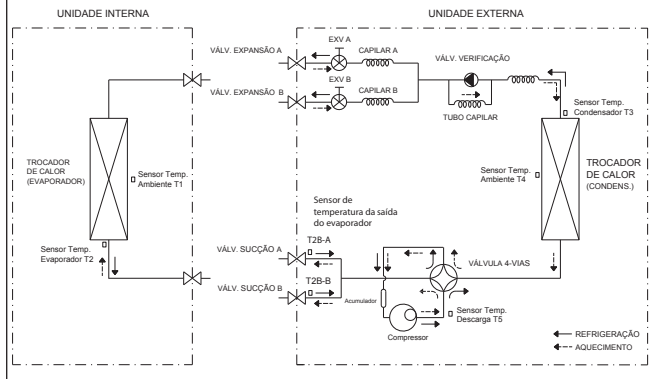 UNIDADE INTERNA
UNIDADE EXTERNA
EXV A
CAPILAR A
VÁLV. EXPANSÃO A
VÁLV. VERIFICAÇÃO
EXV B
VÁLV. EXPANSÃO B
CAPILAR B
TUBO CAPILAR
Sensor Temp.
Condensador T3
TROCADOR
DE CALOR
(EVAPORADOR)
Sensor Temp.
Ambiente T1
Sensor Temp.
Ambiente T4
TROCADOR
DE CALOR
(CONDENS.)
Sensor de
temperatura da saída
do evaporador
Sensor Temp.
Evaporador T2
T2B-A
VÁLV. SUCÇÃO A
VÁLVULA 4-VIAS
T2B-B
VÁLV. SUCÇÃO B
Acumulador
Sensor Temp.
Descarga T5
Compressor
REFRIGERAÇÃO
AQUECIMENTO